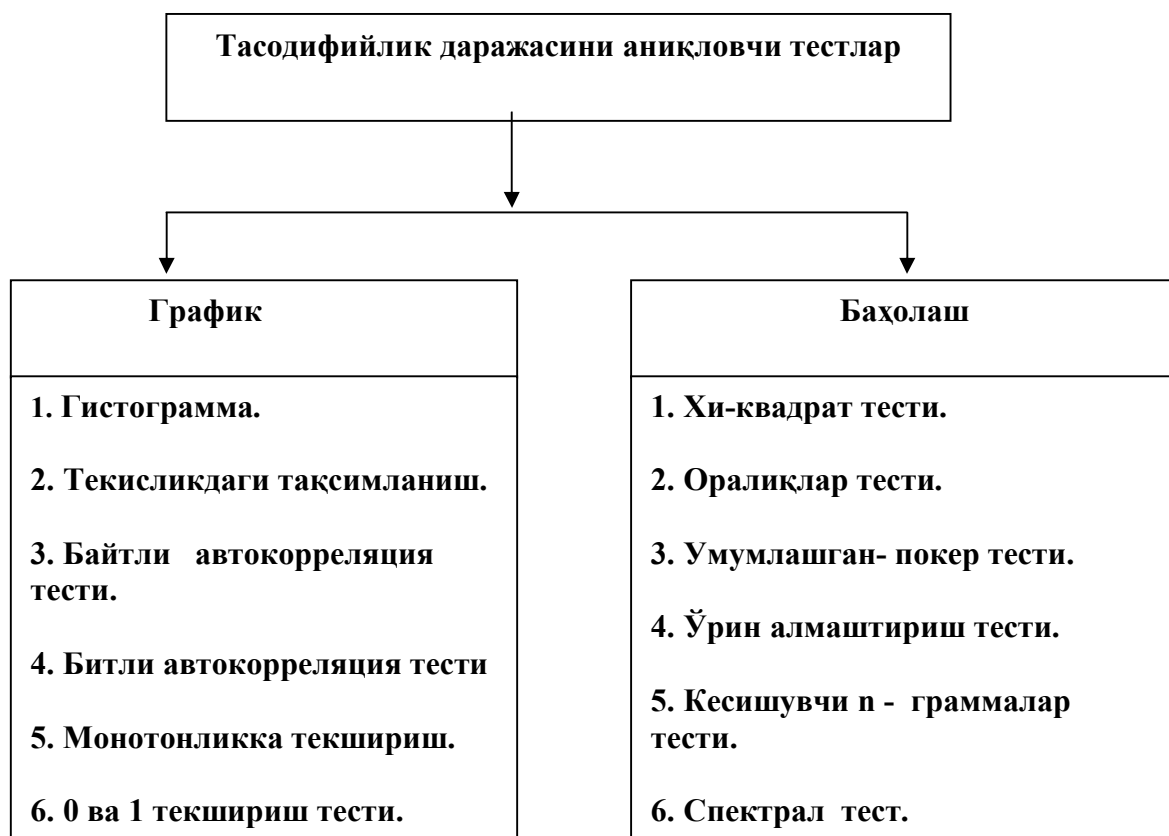 Тасодифийлик даражасини аниқловчи тестлар
График
1. Гистограмма.
2. Текисликдаги тақсимланиш.
3. Байтли автокорреляция
тести.
4. Битли автокорреляция тести
5. Монотонликка текшириш.
6. 0 ва 1 текшириш тести.
Баҳолаш
1. Хи-квадрат тести.
2. Оралиқлар тести.
3. Умумлашган- покер тести.
4. Ўрин алмаштириш тести.
5. Кесишувчи n - граммалар
тести.
6. Спектрал тест.